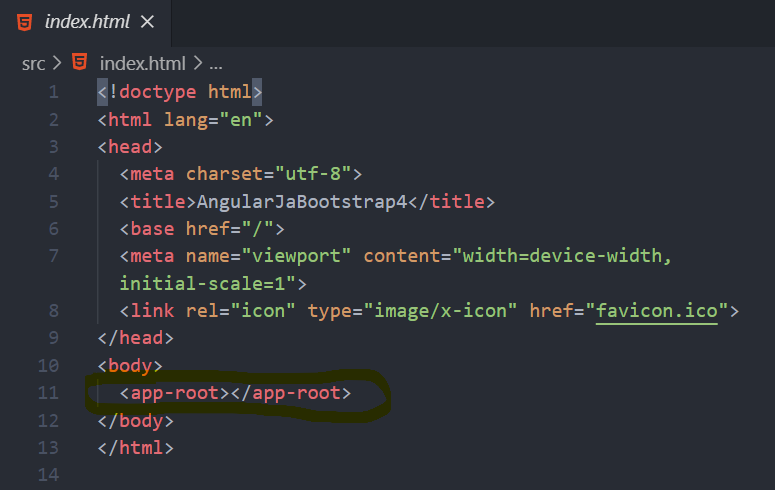 index.html ×
src > index.html > ...
1 <!doctype html>
2 <html lang="en">
3 <head>
4 <meta charset="utf-8">
5 <title>AngularJaBootstrap4</title>
6 <base href="/">
7 <meta name="viewport" content="width=device-width,
initial-scale=1">
8 <link rel="icon" type="image/x-icon" href="favicon.ico">
9 </head>
10 <body>
11 <app-root></app-root>
12 </body>
13 </html>
14